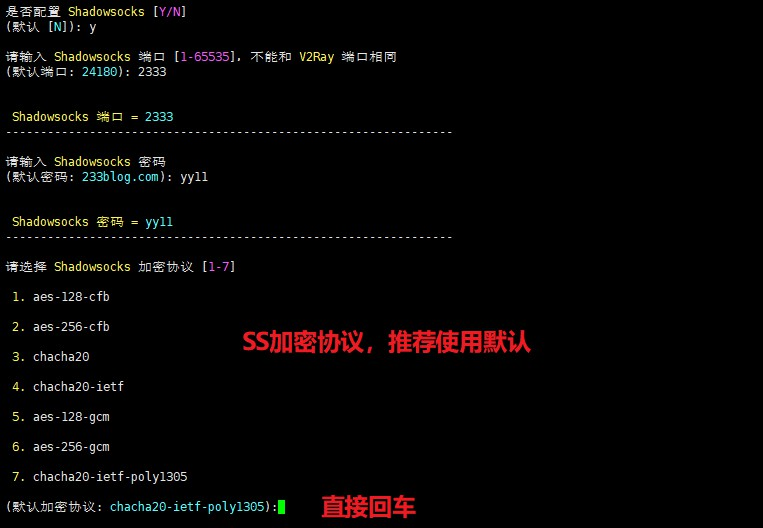 是否配置 Shadowsocks [Y/N]
(默认 [N]): y
请输入 Shadowsocks 端口 [1-65535]，不能和 V2Ray 端口相同
(默认端口: 24180): 2333
Shadowsocks 端口 = 2333
----------------------------------------------------------------
请输入 Shadowsocks 密码
(默认密码: 233blog.com): yy11
Shadowsocks 密码 = yy11
----------------------------------------------------------------
请选择 Shadowsocks 加密协议 [1-7]
1. aes-128-cfb
2. aes-256-cfb
SS加密协议，推荐使用默认
3. chacha20
4. chacha20-ietf
5. aes-128-gcm
6. aes-256-gcm
7. chacha20-ietf-poly1305
(默认加密协议: chacha20-ietf-poly1305): 直接回车